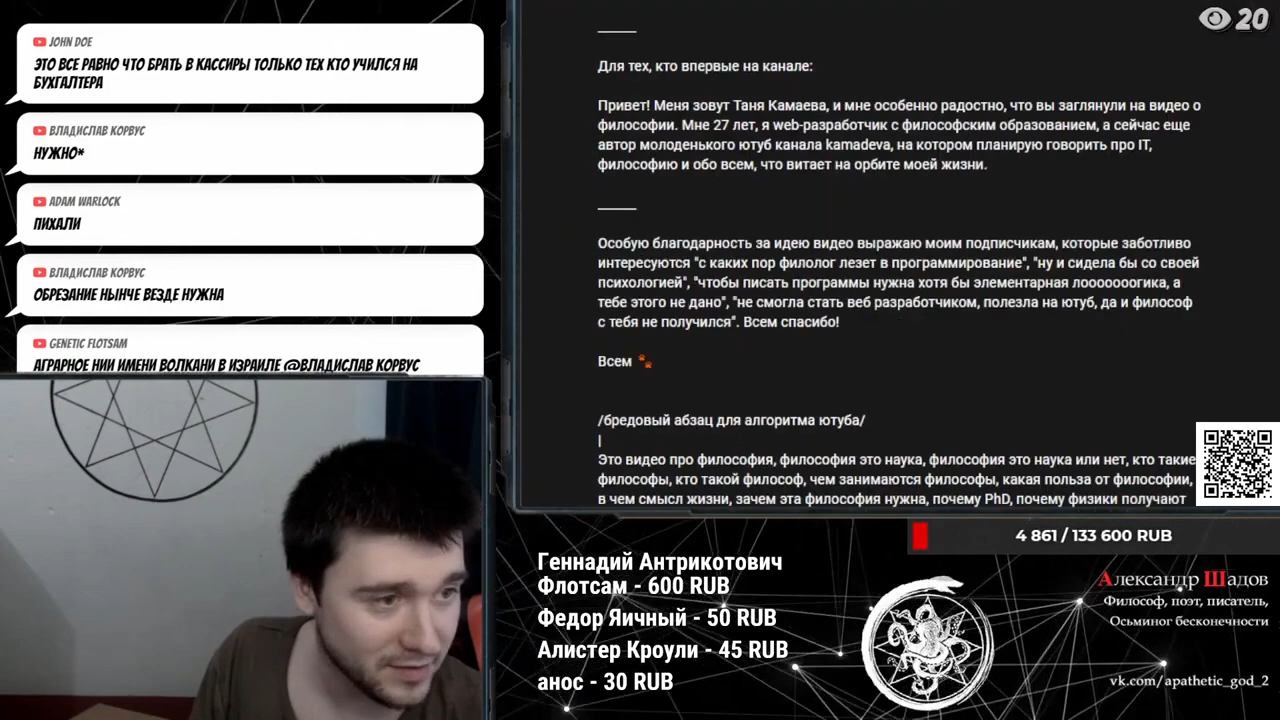 JOHN DOE
ЭТО ВСЕ РАВНО ЧТО БРАТЬ В КАССИРЫ ТОЛЬКО ТЕХ КТО УЧИЛСЯ НА
БУХГАЛТЕРА
ВЛАДИСЛАВ КОРВУС
НУЖНО*
ADAM WARLOCK
ПИХАЛИ
ВЛАДИСЛАВ КОРВУС
ОБРЕЗАНИЕ НЫНЧЕ ВЕЗДЕ НУЖНА
GENETIC FLOTSAM
АГРАРНОЕ НИИ ИМЕНИ ВОЛКАНИ В ИЗРАИЛЕ @ВЛАДИСЛАВ КОРВУС
20
Для тех, кто впервые на канале:
Привет! Меня зовут Таня Камаева, и мне особенно радостно, что вы заглянули на видео о
философии. Мне 27 лет, я web-разработчик с философским образованием, а сейчас еще
автор молоденького ютуб канала kamadeva, на котором планирую говорить про IT,
философию и обо всем, что витает на орбите моей жизни.
Особую благодарность за идею видео выражаю моим подписчикам, которые заботливо
интересуются "с каких пор филолог лезет в программирование", "ну и сидела бы со своей
психологией", "чтобы писать программы нужна хотя бы элементарная лооооооогика, а
тебе этого не дано", "не смогла стать веб разработчиком, полезла на ютуб, да и философ
с тебя не получился". Всем спасибо!
Всем
/бредовый абзац для алгоритма ютуба/
|
Это видео про философия, философия это наука, философия это наука или нет, кто такие
философы, кто такой философ, чем занимаются философы, какая польза от философии,
в чем смысл жизни, зачем эта философия нужна, почему PhD, почему физики получают
4 861 / 133 600 RUB
Геннадий Антрикотович
Флотсам - 600 RUB
Федор Яичный - 50 RUB
Алистер Кроули - 45 RUB
анос - 30 RUB
Александр Шадов
Философ, поэт, писатель,
Осьминог бесконечности
vk.com/apathetic_god_2